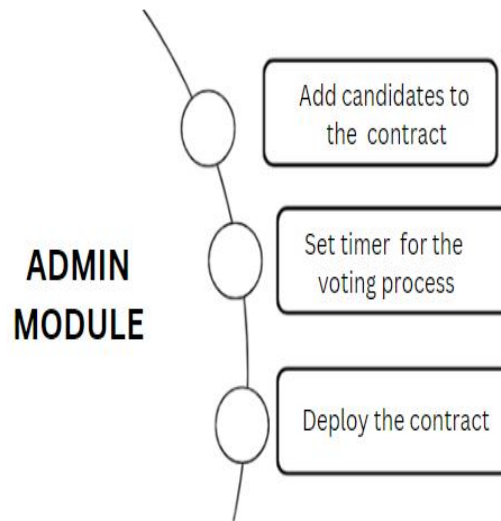 Add candidates to
the contract
Set timer for the
voting process
ADMIN
MODULE
Deploy the contract